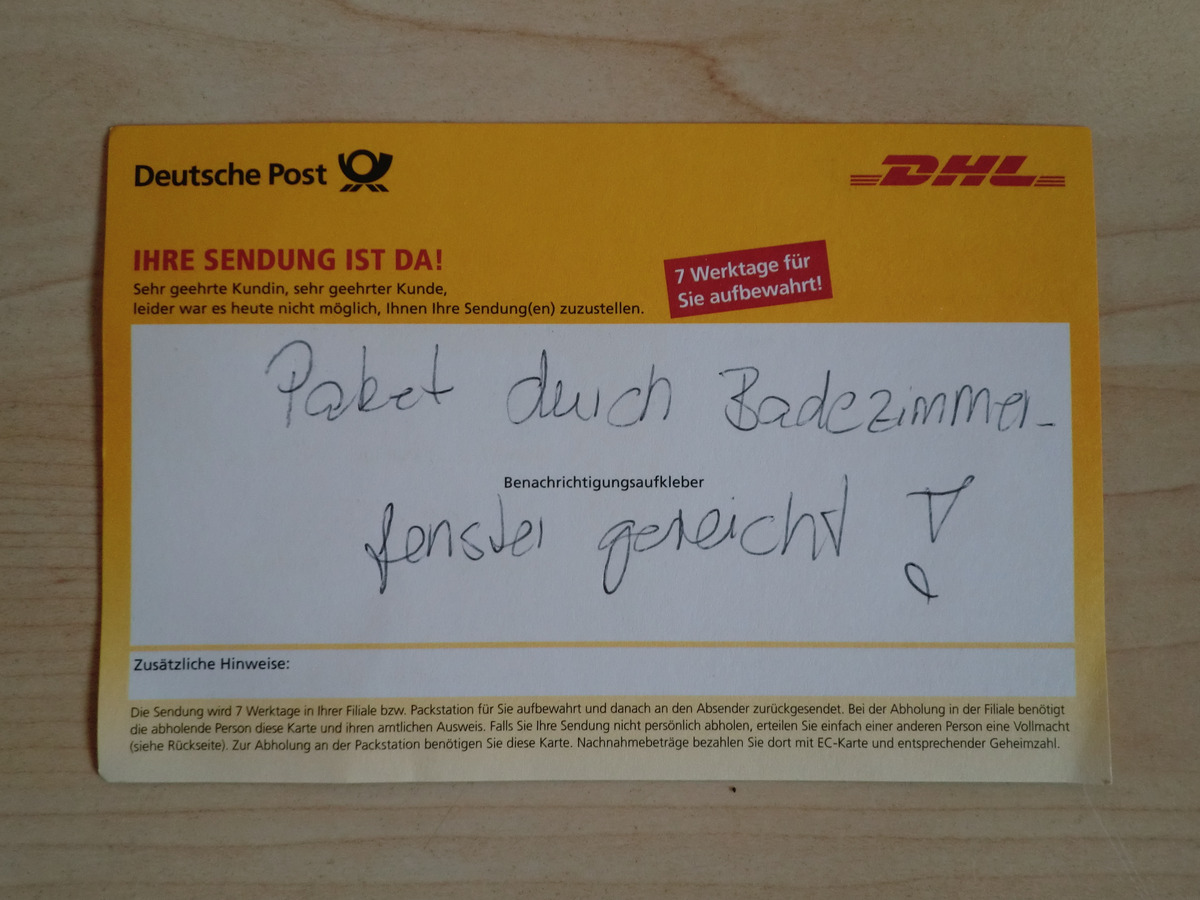 Deutsche Post
DHL
IHRE SENDUNG IST DA!
Sehr geehrte Kundin, sehr geehrter Kunde,
leider war es heute nicht möglich, Ihnen Ihre Sendung(en) zuzustellen.
7 Werktage für
Sie aufbewahrt!
Paket durch Badezimmer-
Benachrichtigungsaufkleber
fenster gereicht!
Zusätzliche Hinweise:
Die Sendung wird 7 Werktage in Ihrer Filiale bzw. Packstation für Sie aufbewahrt und danach an den Absender zurückgesendet. Bei der Abholung in der Filiale benötigt
die abholende Person diese Karte und ihren amtlichen Ausweis. Falls Sie Ihre Sendung nicht persönlich abholen, erteilen Sie einfach einer anderen Person eine Vollmacht
(siehe Rückseite). Zur Abholung an der Packstation benötigen Sie diese Karte. Nachnahmebeträge bezahlen Sie dort mit EC-Karte und entsprechender Geheimzahl.